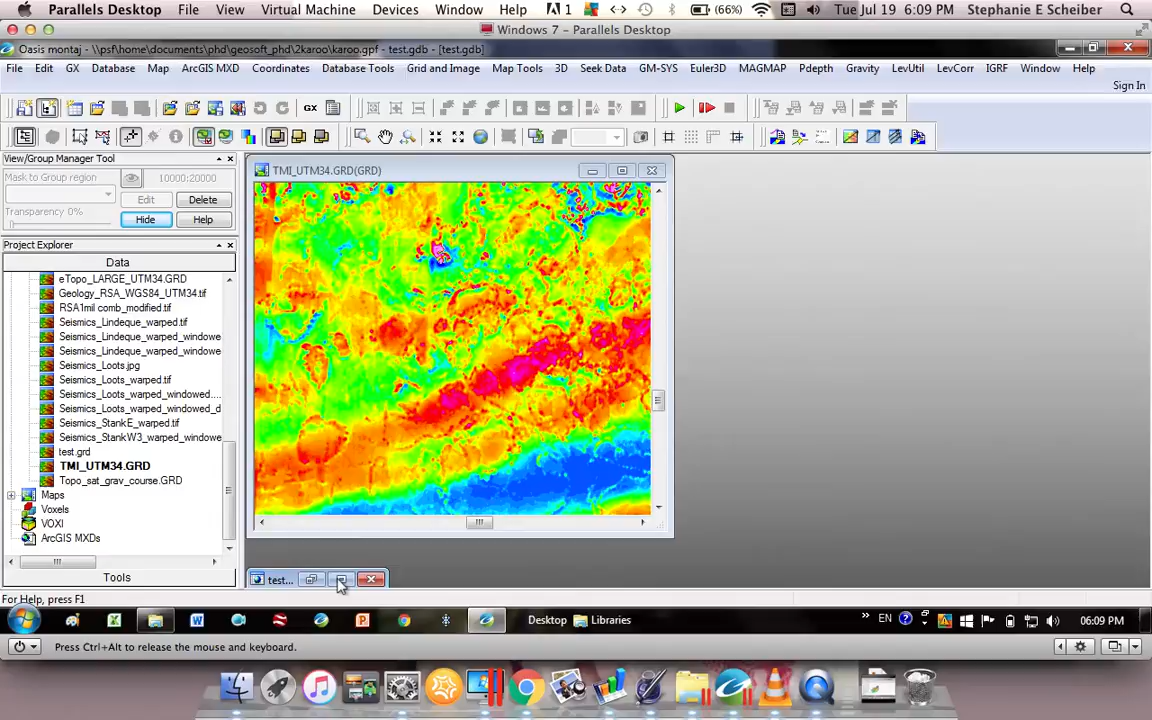 Parallels Desktop File View Virtual Machine Devices Window Help 1 (66%) Tue Jul 19 6:09 PM Stephanie E Scheiber
Windows 7 - Parallels Desktop
Oasis montaj - \\psf\home\documents\phd\geosoft_phd\2karoo\karoo.gpf - test.gdb - [test.gdb]
File Edit GX Database Map ArcGIS MXD Coordinates Database Tools Grid and Image Map Tools 3D Seek Data GM-SYS Euler3D MAGMAP Pdepth Gravity LevUtil LevCorr IGRF Window Help
Sign In
GX
View/Group Manager Tool
Mask to Group region 10000:20000
Edit Delete
Transparency 0%
Hide Help
Project Explorer
Data
eTopo_LARGE_UTM34.GRD
Geology_RSA_WGS84_UTM34.tif
RSA1mil comb_modified.tif
Seismics_Lindeque_warped.tif
Seismics_Lindeque_warped_windowe
Seismics_Lindeque_warped_windowe
Seismics_Loots.jpg
Seismics_Loots_warped.tif
Seismics_Loots_warped_windowed....
Seismics_Loots_warped_windowed_d
Seismics_StankE_warped.tif
Seismics_StankW3_warped_windowe
test.grd
TMI_UTM34.GRD
Topo_sat_grav_course.GRD
Maps
Voxels
VOXI
ArcGIS MXDs
Tools
TMI_UTM34.GRD(GRD)
test...
For Help, press F1
Desktop Libraries EN 06:09 PM
Press Ctrl+Alt to release the mouse and keyboard.